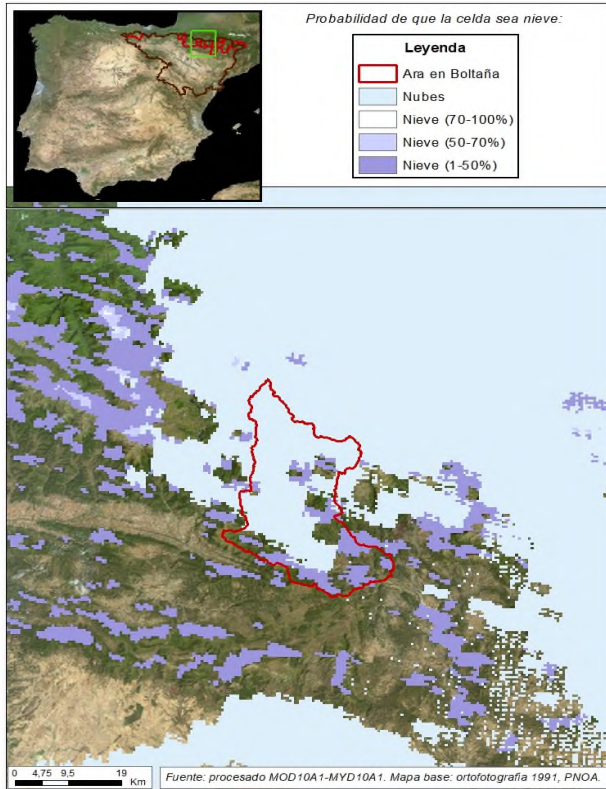 Probabilidad de que la celda sea nieve:
Leyenda
Ara en Boltaña
Nubes
Nieve (70-100%)
Nieve (50-70%)
Nieve (1-50%)
0 4,75 9,5 19
Km
Fuente: procesado MOD10A1-MYD10A1. Mapa base: ortofotografia 1991, PNOA.